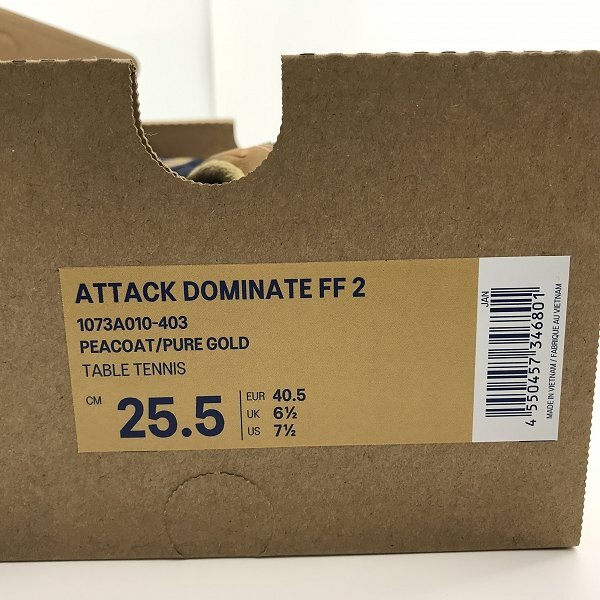 ATTACK DOMINATE FF 2
1073A010-403
PEACOAT/PURE GOLD
TABLE TENNIS
CM 25.5
EUR 40.5
UK 6½
US 7½
JAN
4 550457 346801
MADE IN VIETNAM / FABRIQUE AU VIETNAM